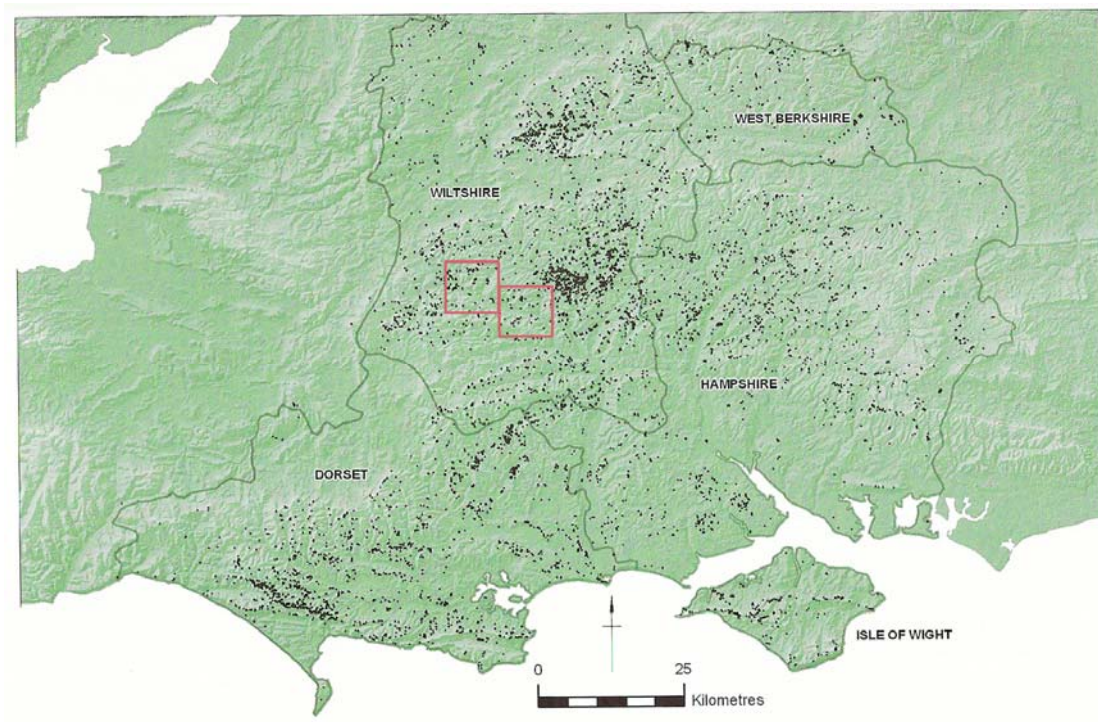 WEST BERKSHIRE
WILTSHIRE
HAMPSHIRE
DORSET
ISLE OF WIGHT
0 25
Kilometres